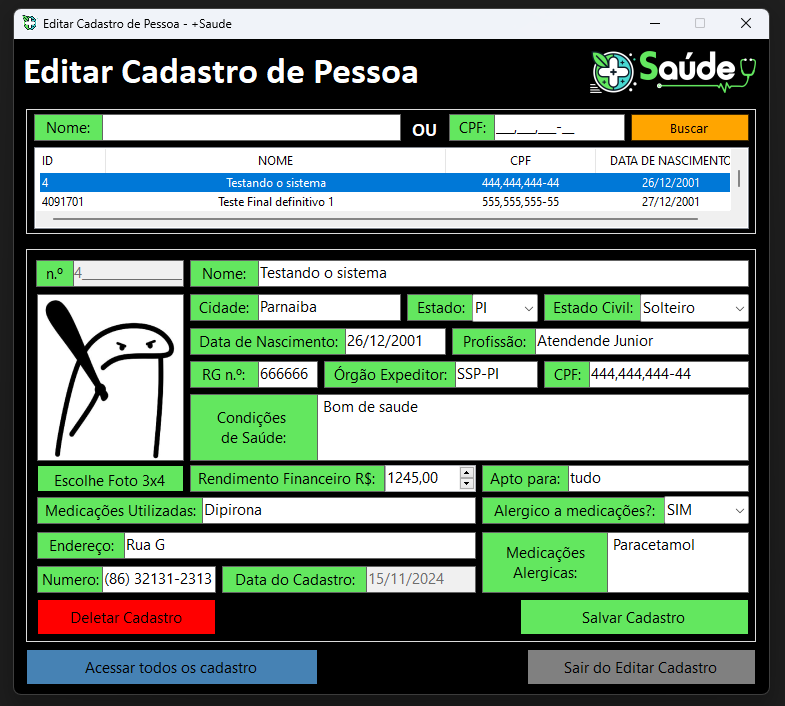 Editar Cadastro de Pessoa - +Saude
Editar Cadastro de Pessoa
Saúde
Nome: OU CPF: ___,___,___-__ Buscar
ID NOME CPF DATA DE NASCIMENTO
4 Testando o sistema 444,444,444-44 26/12/2001
4091701 Teste Final definitivo 1 555,555,555-55 27/12/2001
n.º 4 Nome: Testando o sistema
Cidade: Parnaiba Estado: PI Estado Civil: Solteiro
Data de Nascimento: 26/12/2001 Profissão: Atendende Junior
RG n.º: 666666 Órgão Expeditor: SSP-PI CPF: 444,444,444-44
Condições
de Saúde:
Bom de saude
Escolhe Foto 3x4 Rendimento Financeiro R$: 1245,00 Apto para: tudo
Medicações Utilizadas: Dipirona Alergico a medicações?: SIM
Endereço: Rua G
Medicações
Alergicas:
Paracetamol
Numero: (86) 32131-2313 Data do Cadastro: 15/11/2024
Deletar Cadastro Salvar Cadastro
Acessar todos os cadastro Sair do Editar Cadastro